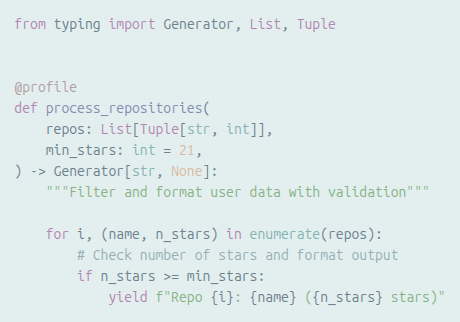 from typing import Generator, List, Tuple


@profile
def process_repositories(
    repos: List[Tuple[str, int]],
    min_stars: int = 21,
) -> Generator[str, None]:
    """Filter and format user data with validation"""

    for i, (name, n_stars) in enumerate(repos):
        # Check number of stars and format output
        if n_stars >= min_stars:
            yield f"Repo {i}: {name} ({n_stars} stars)"